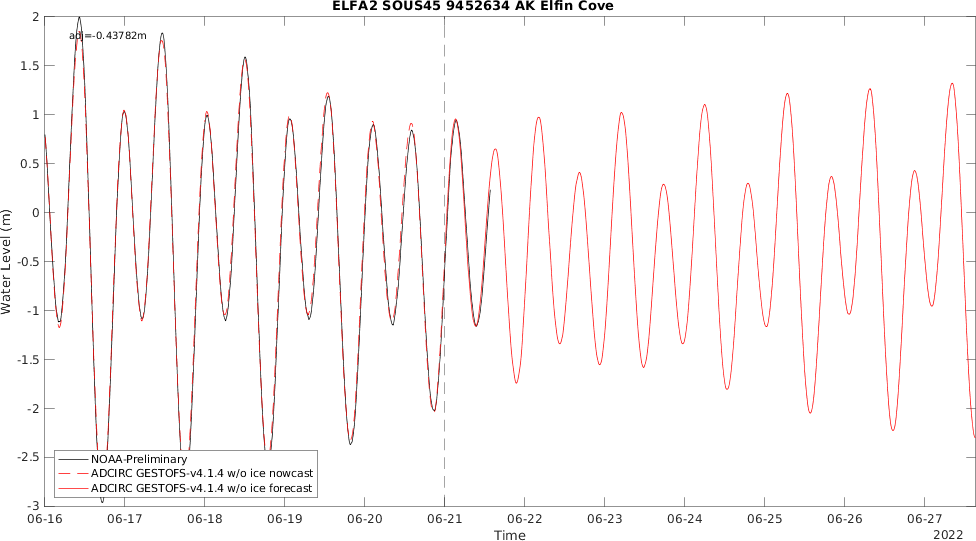 ELFA2 SOUS45 9452634 AK Elfin Cove
adj=-0.43782m
2
1.5
1
0.5
0
-0.5
-1
-1.5
-2
-2.5
-3
Water Level (m)
NOAA-Preliminary
ADCIRC GESTOFS-v4.1.4 w/o ice nowcast
ADCIRC GESTOFS-v4.1.4 w/o ice forecast
06-16 06-17 06-18 06-19 06-20 06-21 06-22 06-23 06-24 06-25 06-26 06-27
Time
2022